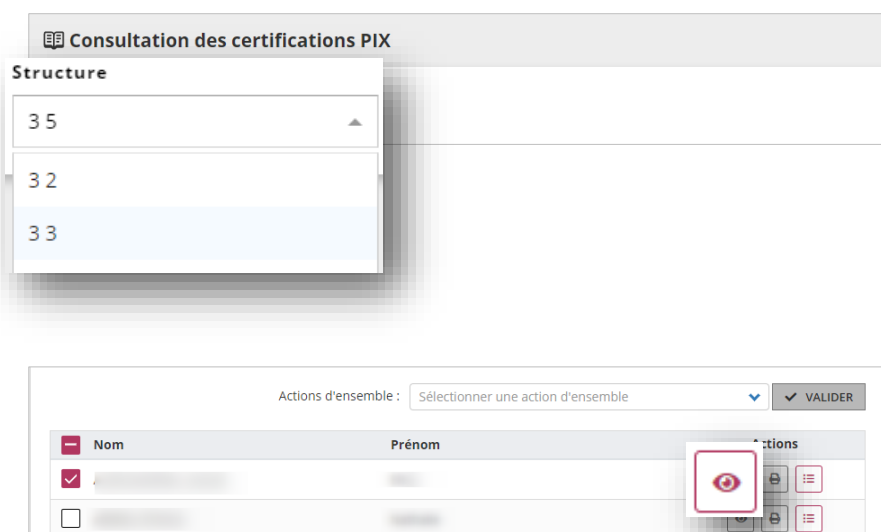 Consultation des certifications PIX
Structure
3 5
3 2
3 3
Actions d'ensemble : Sélectionner une action d'ensemble VALIDER
Nom Prénom Actions